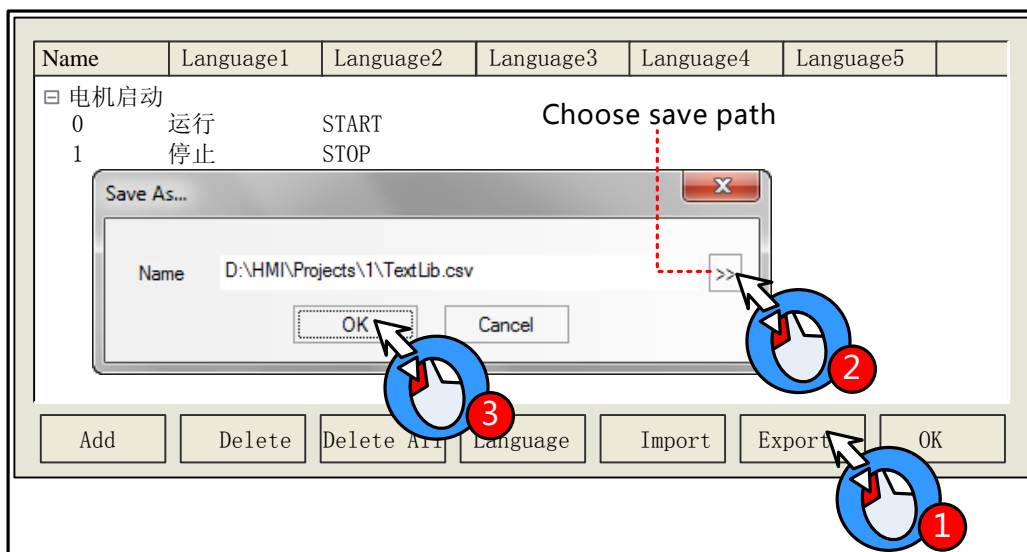 Name Language1 Language2 Language3 Language4 Language5
电机启动
0 运行 START
1 停止 STOP
Choose save path
Save As...
Name D:\HMI\Projects\1\TextLib.csv >>
OK Cancel
2
3
Add Delete Delete All Language Import Export OK
1